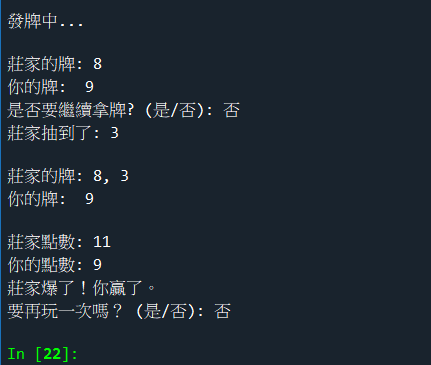 發牌中...
莊家的牌: 8
你的牌:  9
是否要繼續拿牌? (是/否): 否
莊家抽到了: 3
莊家的牌: 8, 3
你的牌:  9
莊家點數: 11
你的點數: 9
莊家爆了！你贏了。
要再玩一次嗎？ (是/否): 否
In [22]: